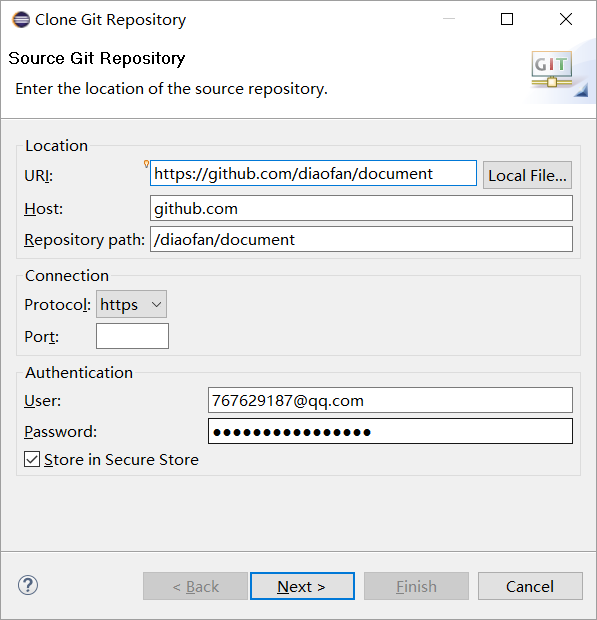 Clone Git Repository
Source Git Repository
Enter the location of the source repository.
GIT
Location
URI: https://github.com/diaofan/document Local File...
Host: github.com
Repository path: /diaofan/document
Connection
Protocol: https
Port:
Authentication
User: 767629187@qq.com
Password: ●●●●●●●●●●●●●●●●
Store in Secure Store
? < Back Next > Finish Cancel